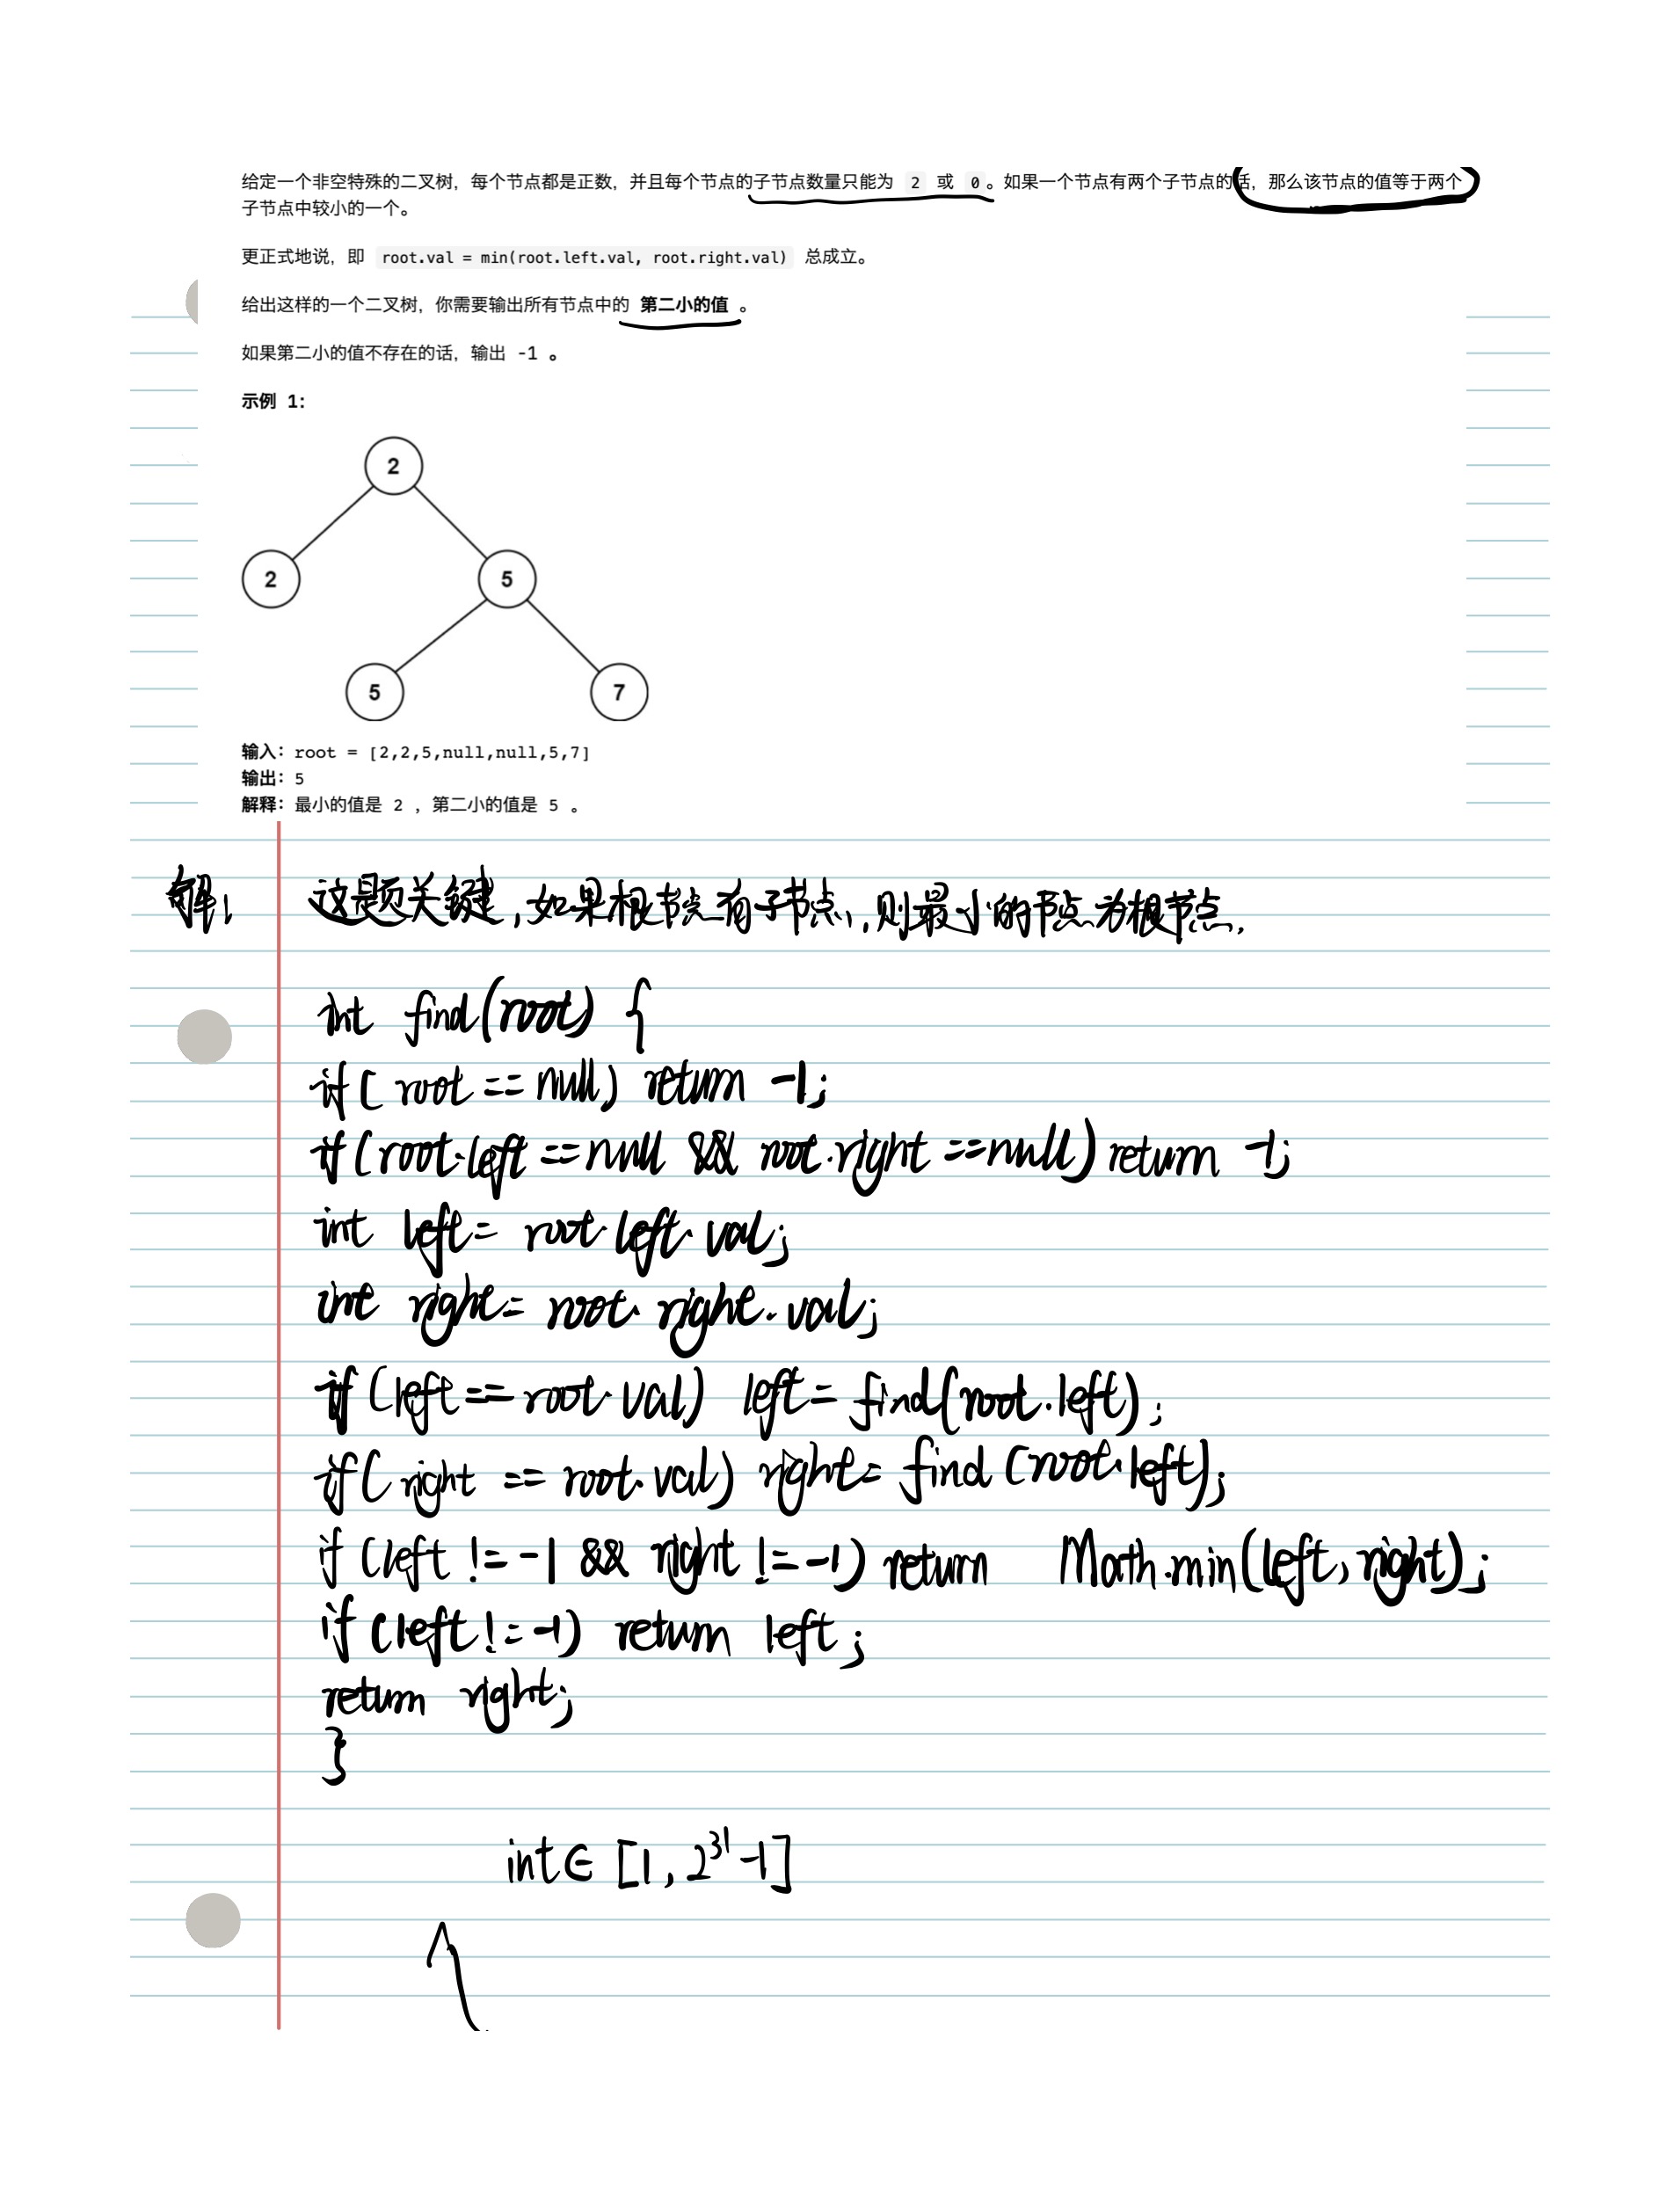 给定一个非空特殊的二叉树，每个节点都是正数，并且每个节点的子节点数量只能为 2 或 0。如果一个节点有两个子节点的话，那么该节点的值等于两个
子节点中较小的一个。
更正式地说，即 root.val = min(root.left.val, root.right.val) 总成立。
给出这样的一个二叉树，你需要输出所有节点中的 第二小的值 。
如果第二小的值不存在的话，输出 -1 。
示例 1:
2
2 5
5 7
输入：root = [2,2,5,null,null,5,7]
输出：5
解释：最小的值是 2 ，第二小的值是 5 。
解： 这题关键，如果根节点有子节点，则最小的节点为根节点.
int find(root) {
if( root == null) return -1;
if(root.left == null && root.right == null) return -1;
int left = root.left.val;
int right = root.right.val;
if (left == root.val) left = find(root.left);
if( right == root.val) right = find (root.left);
if (left != -1 && right != -1) return Math.min(left, right);
if (left != -1) return left;
return right;
}
int ∈ [1, 2^31 -1]